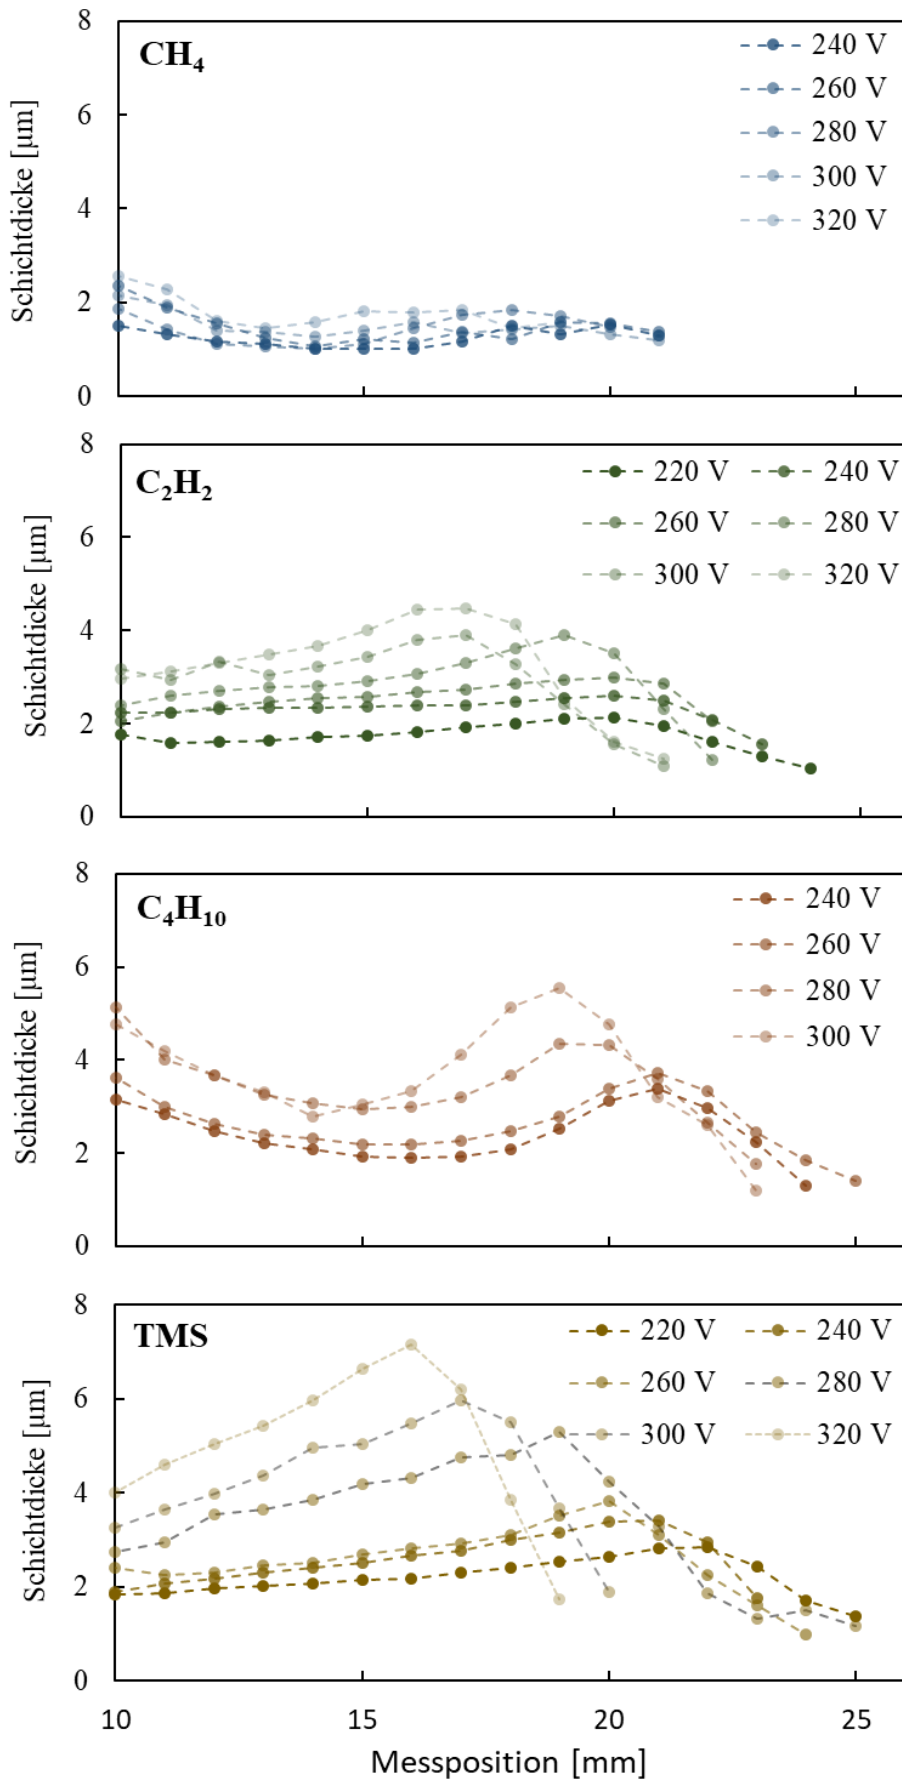 8
CH₄
240 V
260 V
280 V
300 V
320 V
6
4
2
0
Schichtdicke [µm]
8
C₂H₂
220 V 240 V
260 V 280 V
300 V 320 V
6
4
2
0
Schichtdicke [µm]
8
C₄H₁₀
240 V
260 V
280 V
300 V
6
4
2
0
Schichtdicke [µm]
8
TMS
220 V 240 V
260 V 280 V
300 V 320 V
6
4
2
0
Schichtdicke [µm]
10 15 20 25
Messposition [mm]